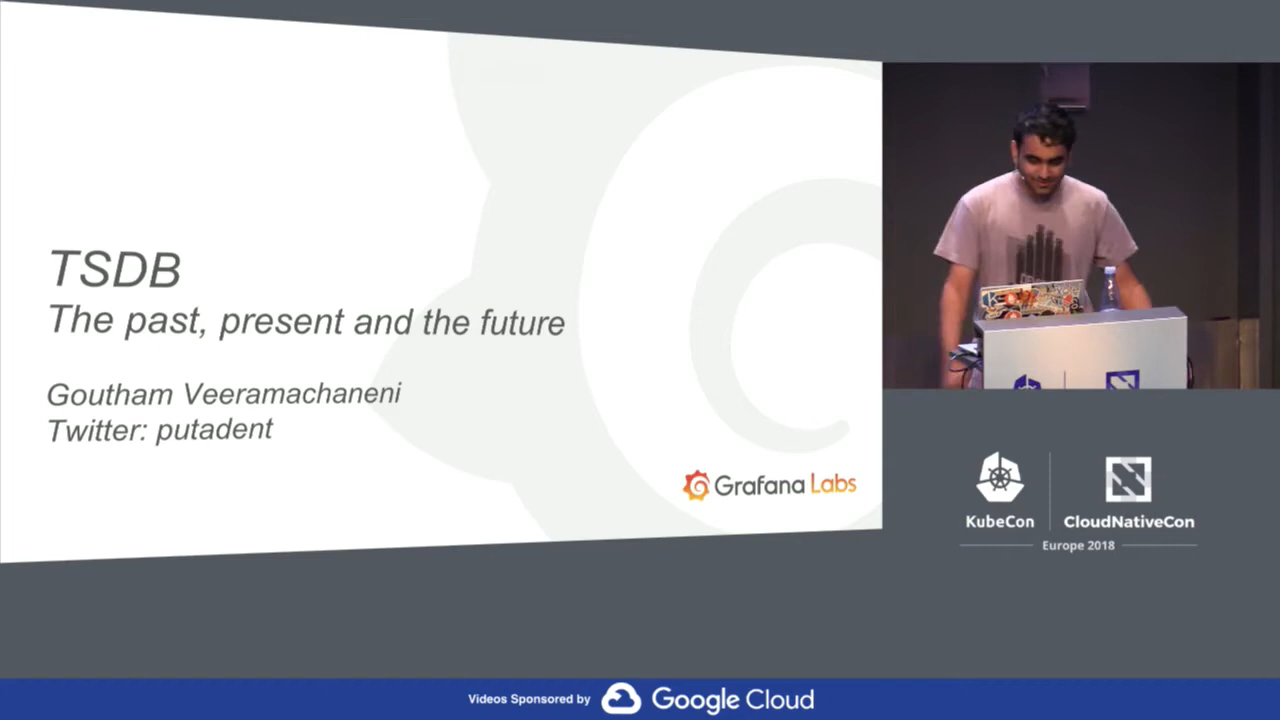 TSDB
The past, present and the future
Goutham Veeramachaneni
Twitter: putadent
Grafana Labs
KubeCon
CloudNativeCon
Europe 2018
Videos Sponsored by
Google Cloud